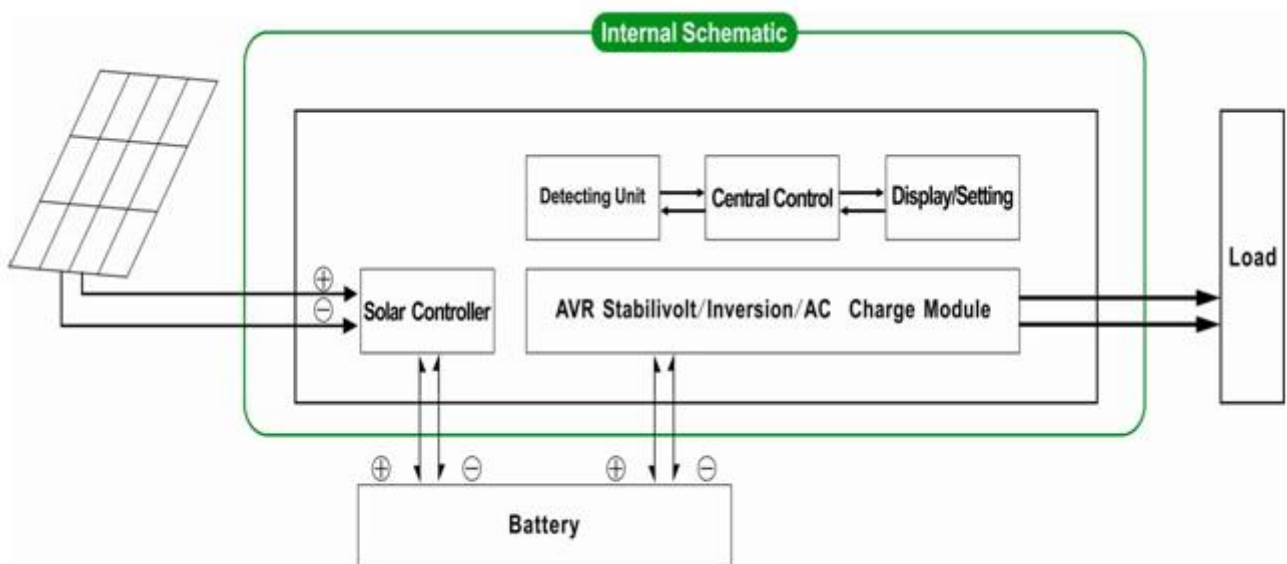 Internal Schematic
Detecting Unit
Central Control
Display/Setting
Load
⊕
⊖
Solar Controller
AVR Stabilivolt/Inversion/AC Charge Module
⊕ ⊖ ⊕ ⊖
Battery